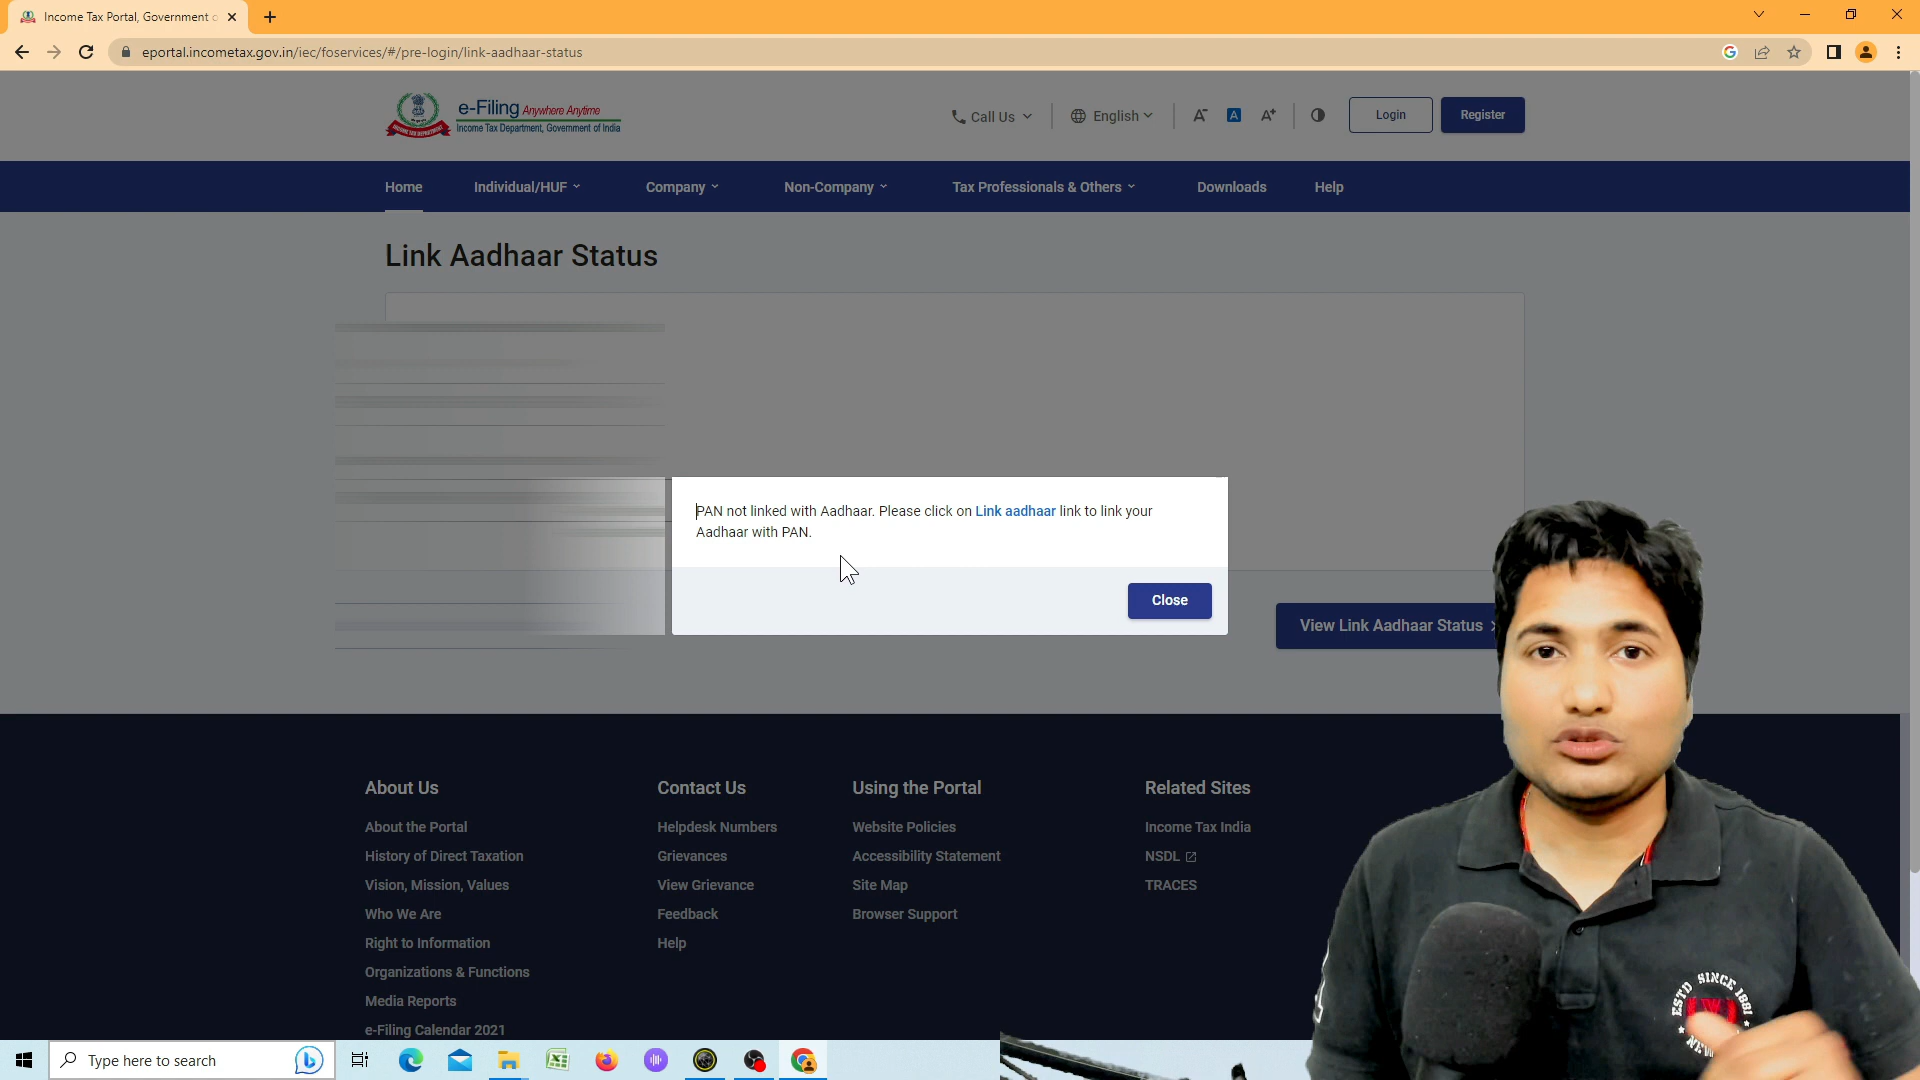 Income Tax Portal, Government o
eportal.incometax.gov.in/iec/foservices/#/pre-login/link-aadhaar-status
e-Filing Anywhere Anytime
Income Tax Department, Government of India
Call Us
English
A-
A
A+
Login
Register
Home
Individual/HUF
Company
Non-Company
Tax Professionals & Others
Downloads
Help
Link Aadhaar Status
PAN not linked with Aadhaar. Please click on Link aadhaar link to link your
Aadhaar with PAN.
Close
View Link Aadhaar Status
About Us
About the Portal
History of Direct Taxation
Vision, Mission, Values
Who We Are
Right to Information
Organizations & Functions
Media Reports
e-Filing Calendar 2021
Contact Us
Helpdesk Numbers
Grievances
View Grievance
Feedback
Help
Using the Portal
Website Policies
Accessibility Statement
Site Map
Browser Support
Related Sites
Income Tax India
NSDL
TRACES
ESTD SINCE 1881
Type here to search